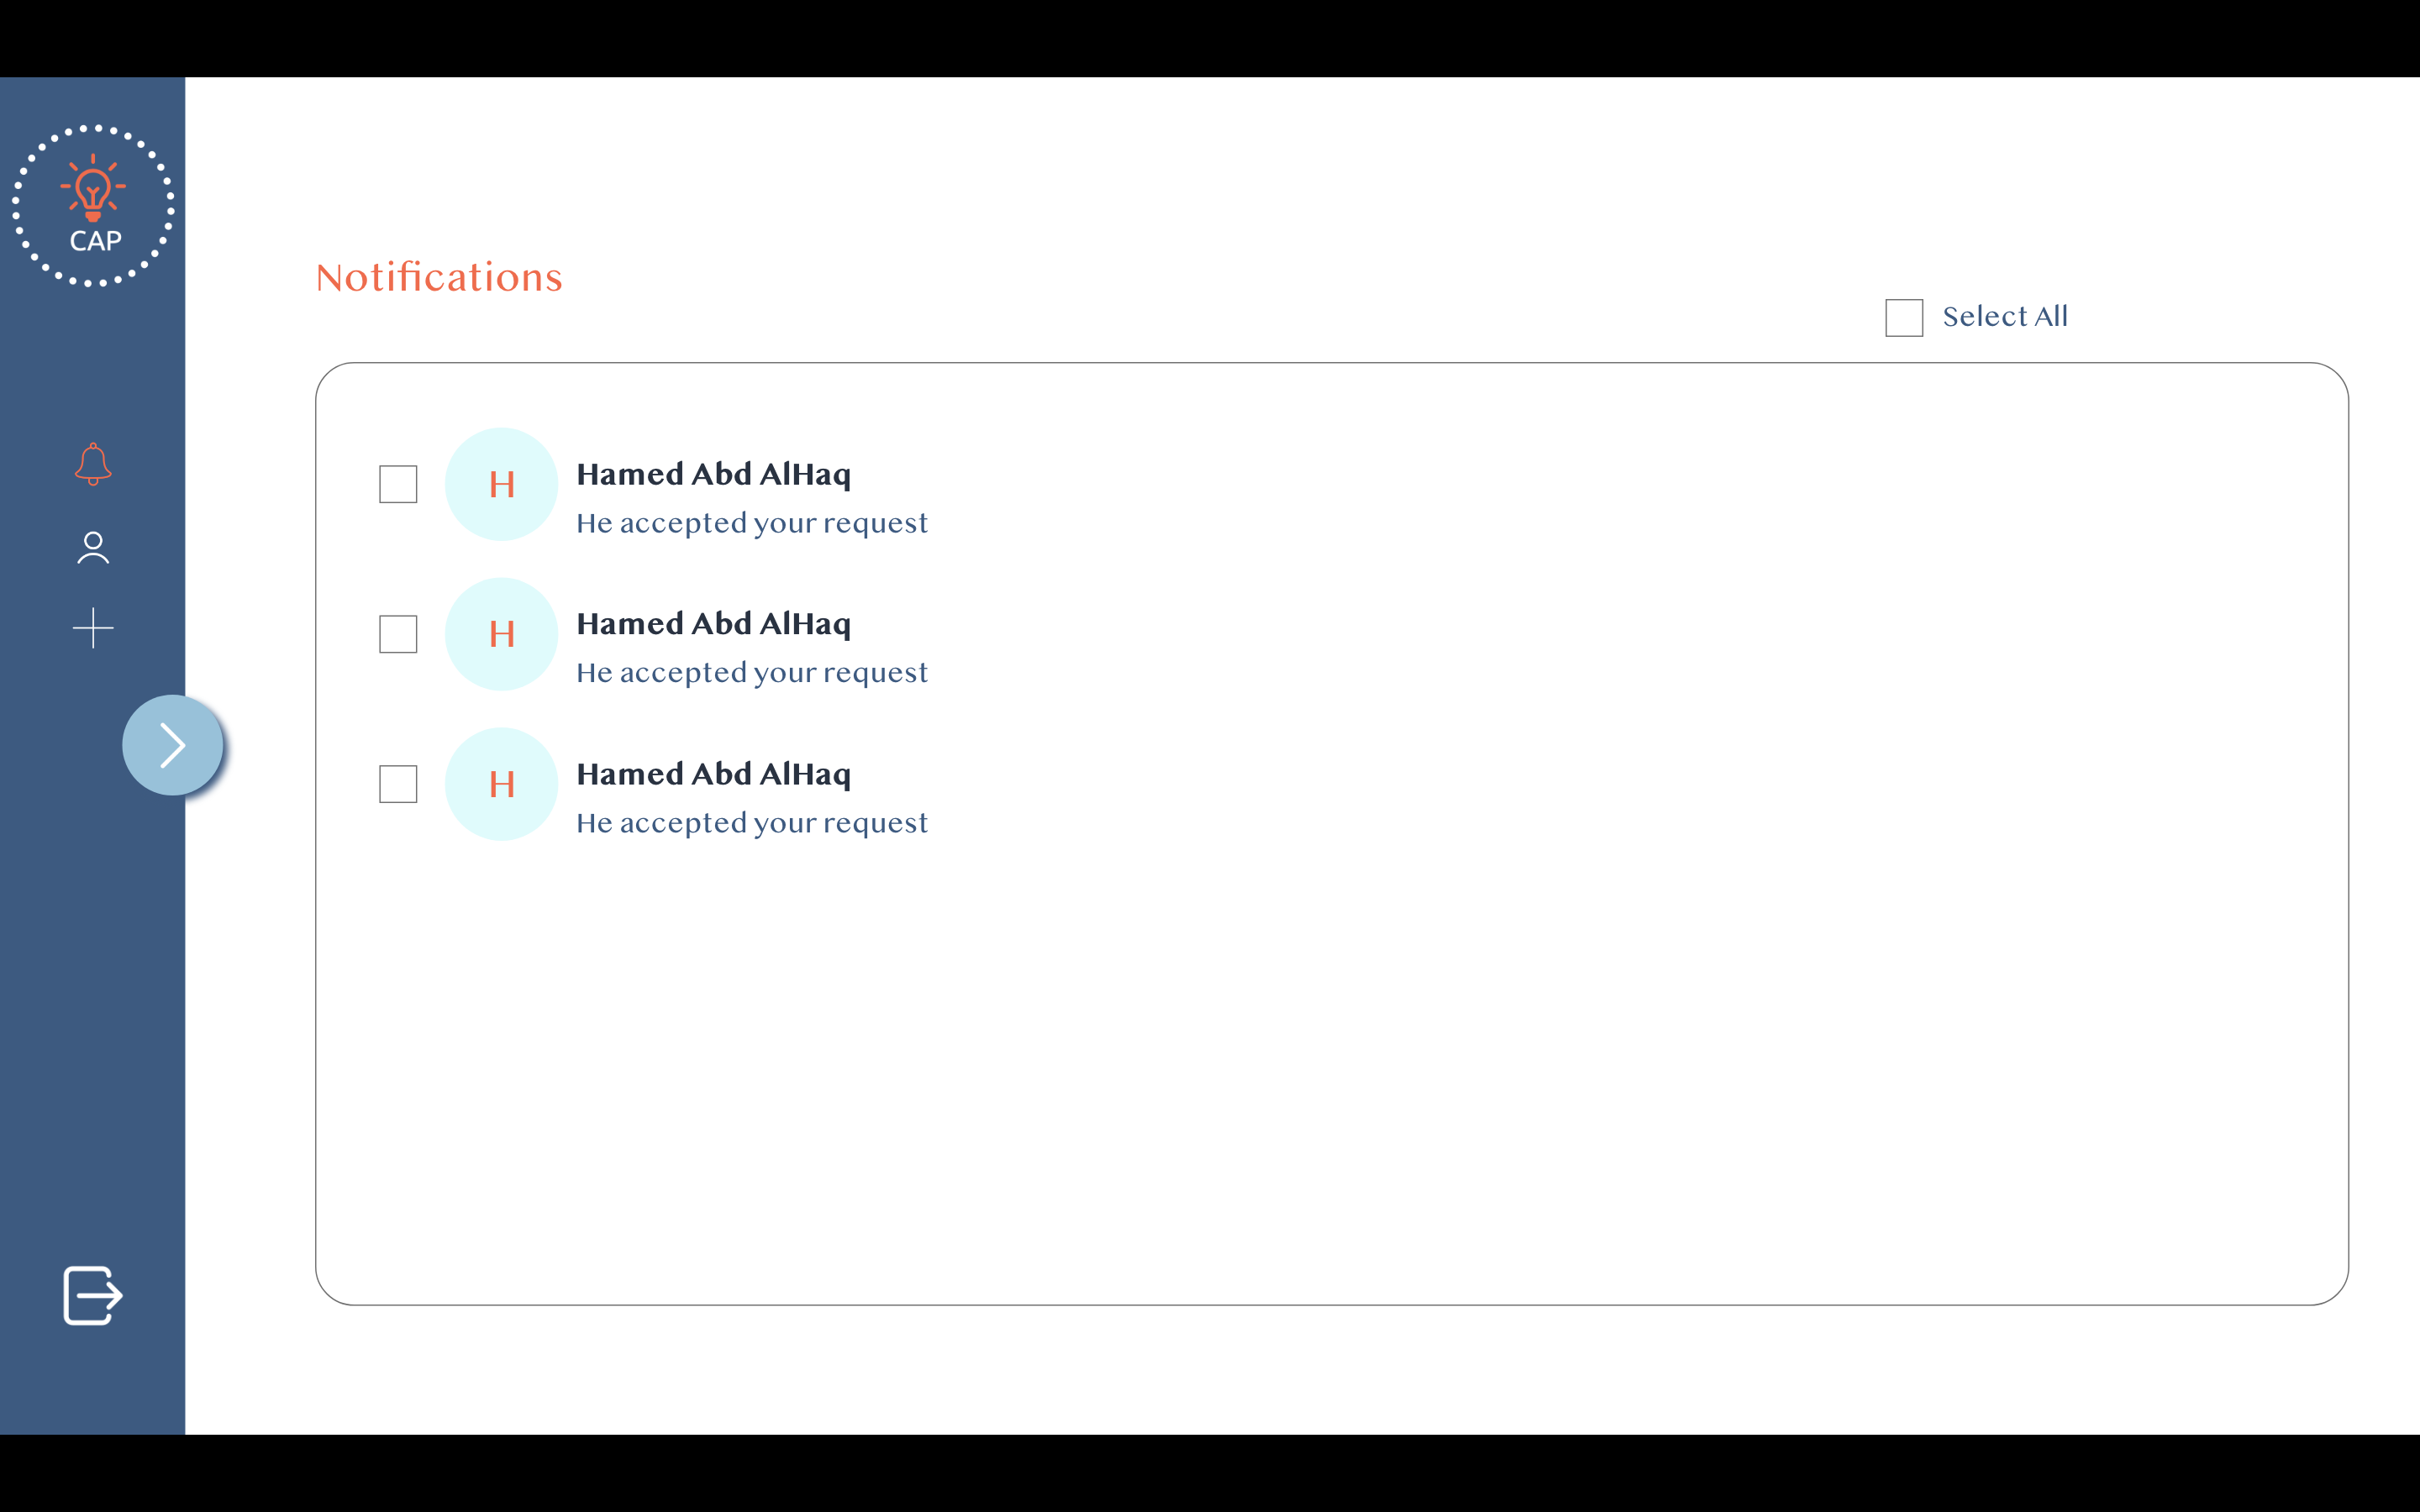 CAP
Notifications
Select All
H
Hamed Abd AlHaq
He accepted your request
H
Hamed Abd AlHaq
He accepted your request
H
Hamed Abd AlHaq
He accepted your request